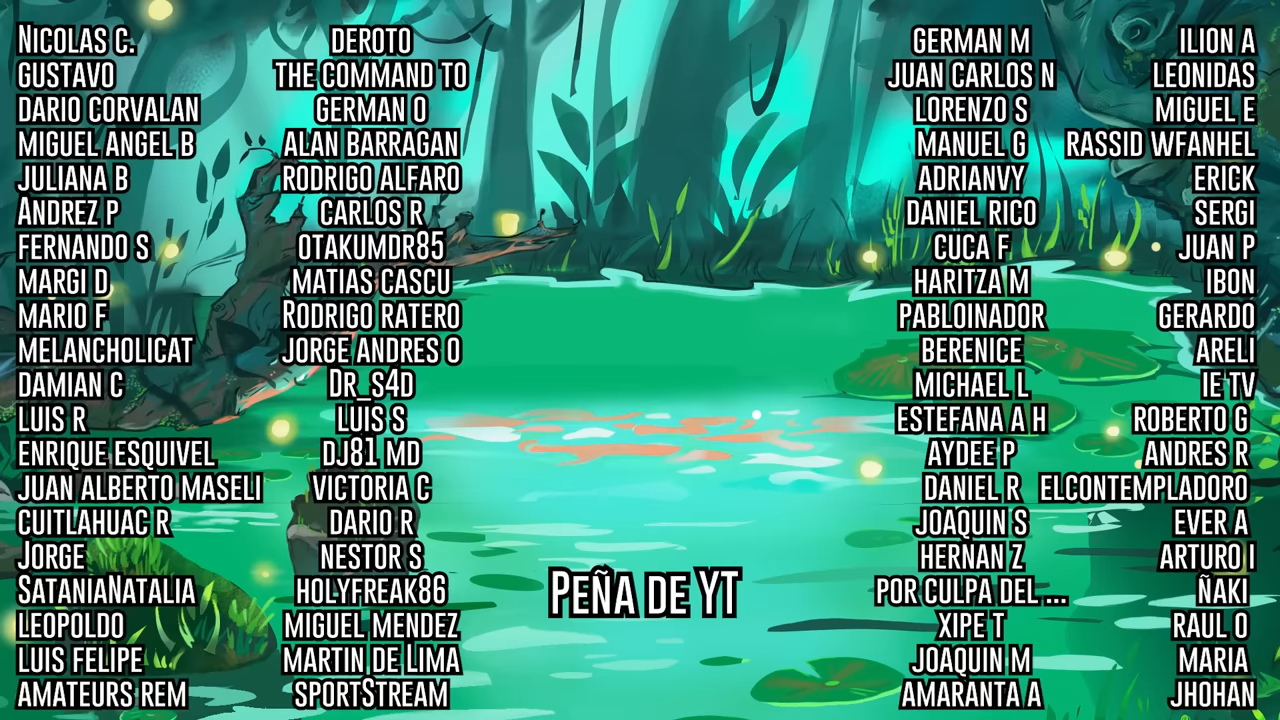 Nicolas C.
GUSTAVO
DARIO CORVALAN
MIGUEL ANGEL B
JULIANA B
Andrez P
FERNANDO S
MARGI D
MARIO F
MELANCHOLICAT
DAMIAN C
LUIS R
ENRIQUE ESQUIVEL
JUAN ALBERTO MASELI
CUITLAHUAC R
Jorge
SataniaNatalia
LEOPOLDO
LUIS FELIPE
AMATEURS REM
DEROTO
THE COMMAND TO
GERMAN O
ALAN BARRAGAN
RODRIGO ALFARO
CARLOS R
OTAKUMDR85
MATIAS CASCU
Rodrigo RATERO
JORGE ANDRES O
Dr_s4d
LUIS S
DJ81 MD
VICTORIA C
DARIO R
NESTOR S
HOLYFREAK86
MIGUEL MENDEZ
MARTIN DE LIMA
SPORTSTREAM
Peña de YT
GERMAN M
JUAN CARLOS N
LORENZO S
MANUEL G
ADRIANVY
DANIEL RICO
CUCA F
HARITZA M
PABLOINADOR
BERENICE
MICHAEL L
ESTEFANA A H
AYDEE P
DANIEL R
JOAQUIN S
HERNAN Z
POR CULPA DEL ...
XIPE T
JOAQUIN M
AMARANTA A
ILION A
LEONIDAS
MIGUEL E
RASSID WFANHEL
ERICK
SERGI
JUAN P
IBON
GERARDO
ARELI
IE TV
ROBERTO G
ANDRES R
ELCONTEMPLADORO
EVER A
ARTURO I
ÑAKI
RAUL O
MARIA
JHOHAN